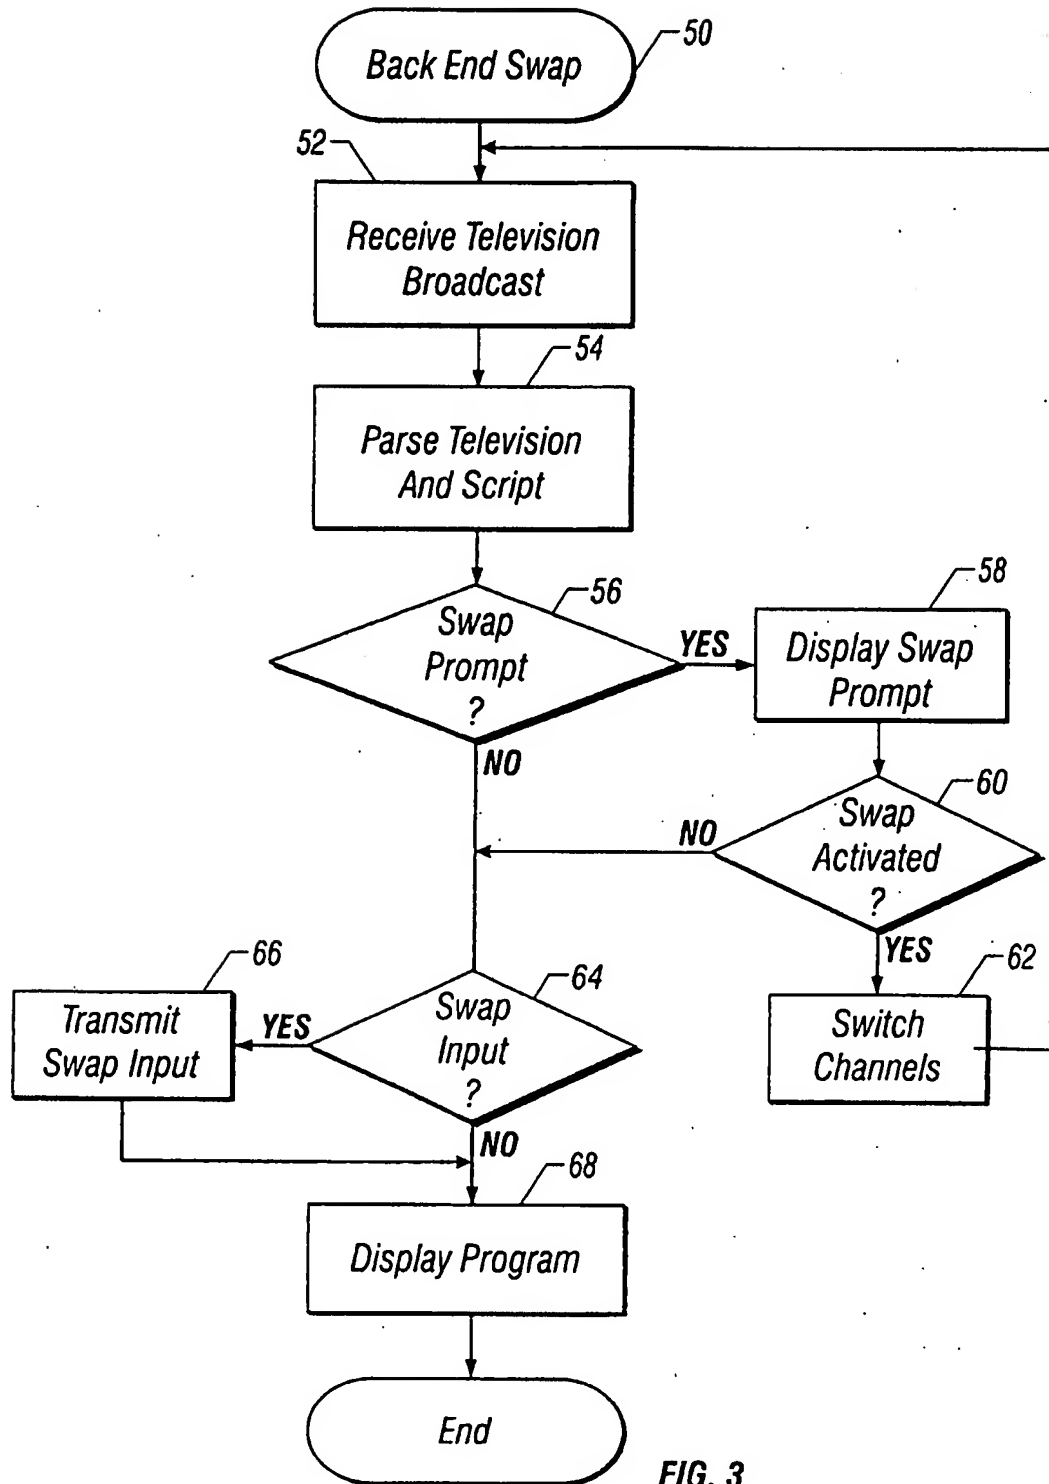 Back End Swap
50
52
Receive Television
Broadcast
54
Parse Television
And Script
56
Swap
Prompt
?
YES
NO
58
Display Swap
Prompt
60
Swap
Activated
?
NO
YES
62
Switch
Channels
64
Swap
Input
?
YES
NO
66
Transmit
Swap Input
68
Display Program
End
FIG. 3